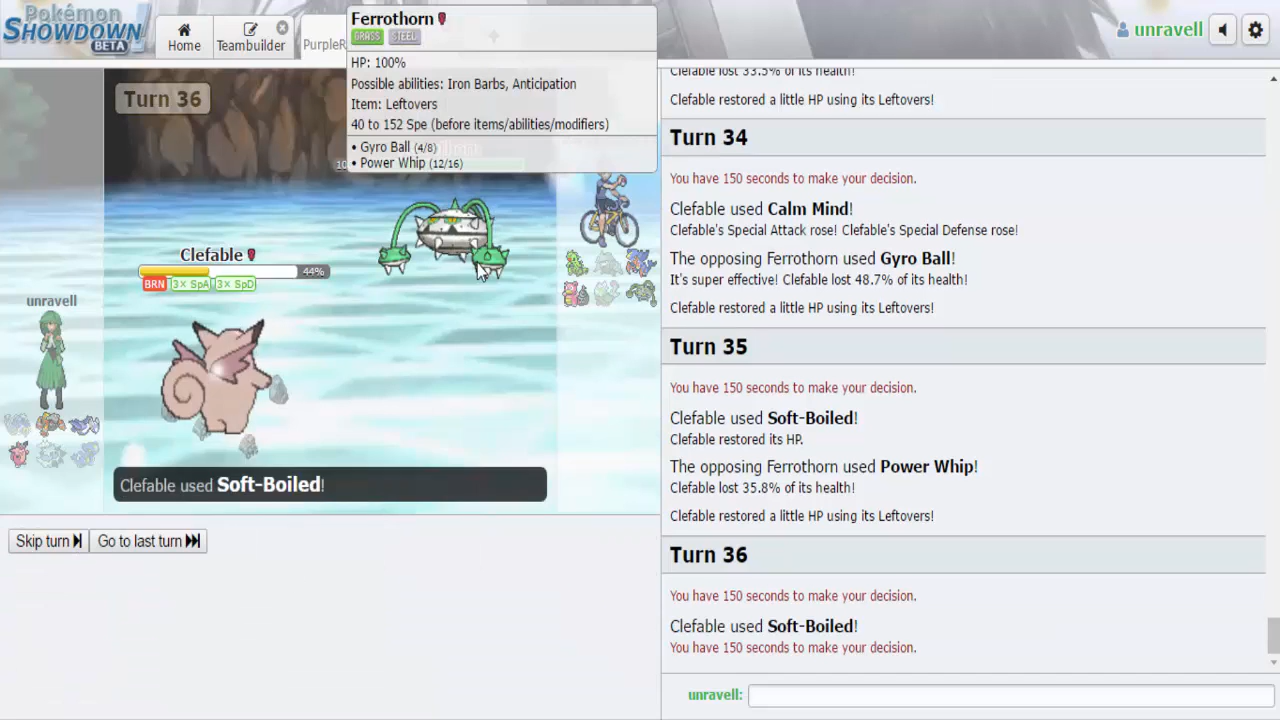 Pokémon
SHOWDOWN!
BETA
Home
Teambuilder
PurpleR
unravell
Ferrothorn
GRASS STEEL
HP: 100%
Possible abilities: Iron Barbs, Anticipation
Item: Leftovers
40 to 152 Spe (before items/abilities/modifiers)
• Gyro Ball (4/8)
• Power Whip (12/16)
Turn 36
Clefable
44%
BRN 3× SpA 3× SpD
unravell
Clefable used Soft-Boiled!
Skip turn
Go to last turn
Clefable lost 33.5% of its health!
Clefable restored a little HP using its Leftovers!
Turn 34
You have 150 seconds to make your decision.
Clefable used Calm Mind!
Clefable's Special Attack rose! Clefable's Special Defense rose!
The opposing Ferrothorn used Gyro Ball!
It's super effective! Clefable lost 48.7% of its health!
Clefable restored a little HP using its Leftovers!
Turn 35
You have 150 seconds to make your decision.
Clefable used Soft-Boiled!
Clefable restored its HP.
The opposing Ferrothorn used Power Whip!
Clefable lost 35.8% of its health!
Clefable restored a little HP using its Leftovers!
Turn 36
You have 150 seconds to make your decision.
Clefable used Soft-Boiled!
You have 150 seconds to make your decision.
unravell: